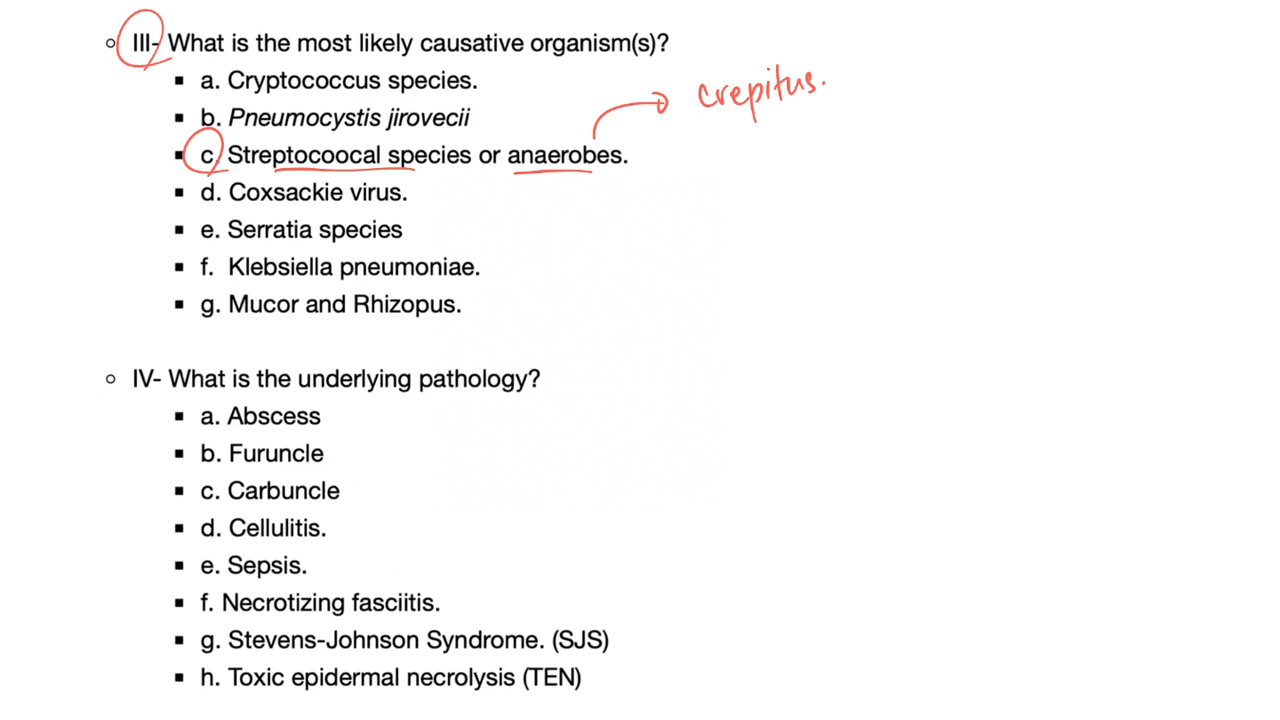 III- What is the most likely causative organism(s)?
a. Cryptococcus species.
crepitus.
b. Pneumocystis jirovecii
c. Streptocoocal species or anaerobes.
d. Coxsackie virus.
e. Serratia species
f. Klebsiella pneumoniae.
g. Mucor and Rhizopus.
IV- What is the underlying pathology?
a. Abscess
b. Furuncle
c. Carbuncle
d. Cellulitis.
e. Sepsis.
f. Necrotizing fasciitis.
g. Stevens-Johnson Syndrome. (SJS)
h. Toxic epidermal necrolysis (TEN)